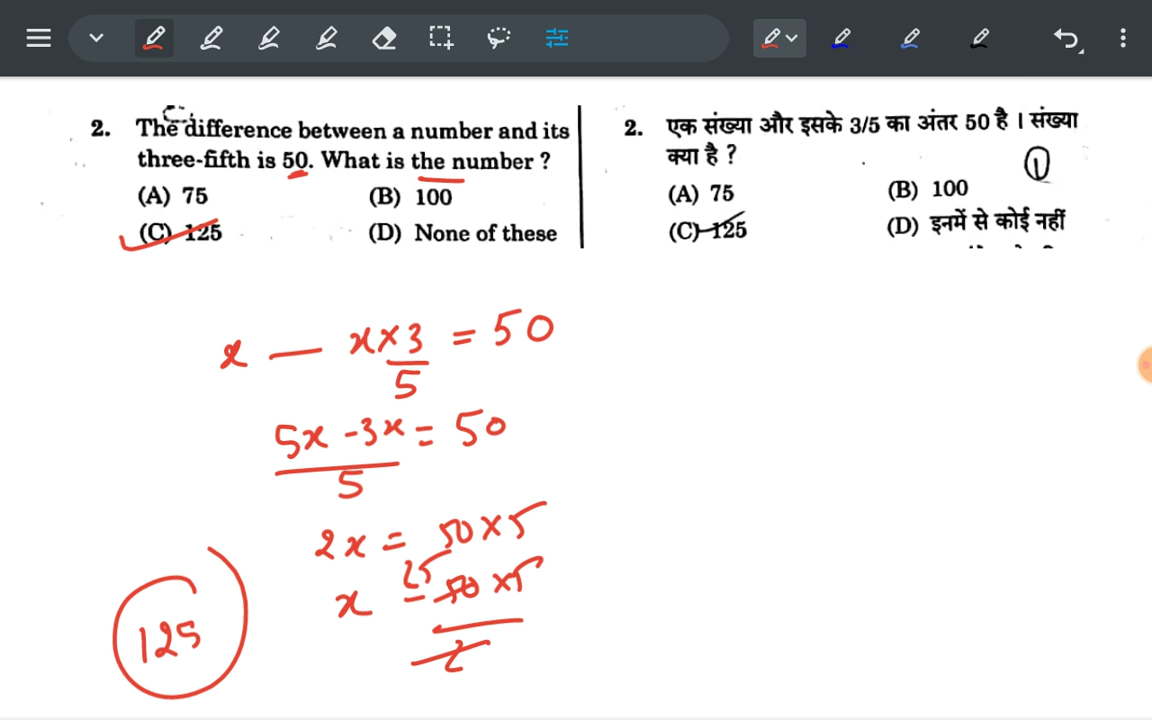 2. The difference between a number and its
three-fifth is 50. What is the number ?
(A) 75 (B) 100
(C) 125 (D) None of these
2. एक संख्या और इसके 3/5 का अंतर 50 है । संख्या
क्या है ?
(A) 75 (B) 100
(C) 125 (D) इनमें से कोई नहीं
1
x — x×3/5 = 50
5x -3x/5 = 50
2x = 50×5
x = 50×5/2
25
125